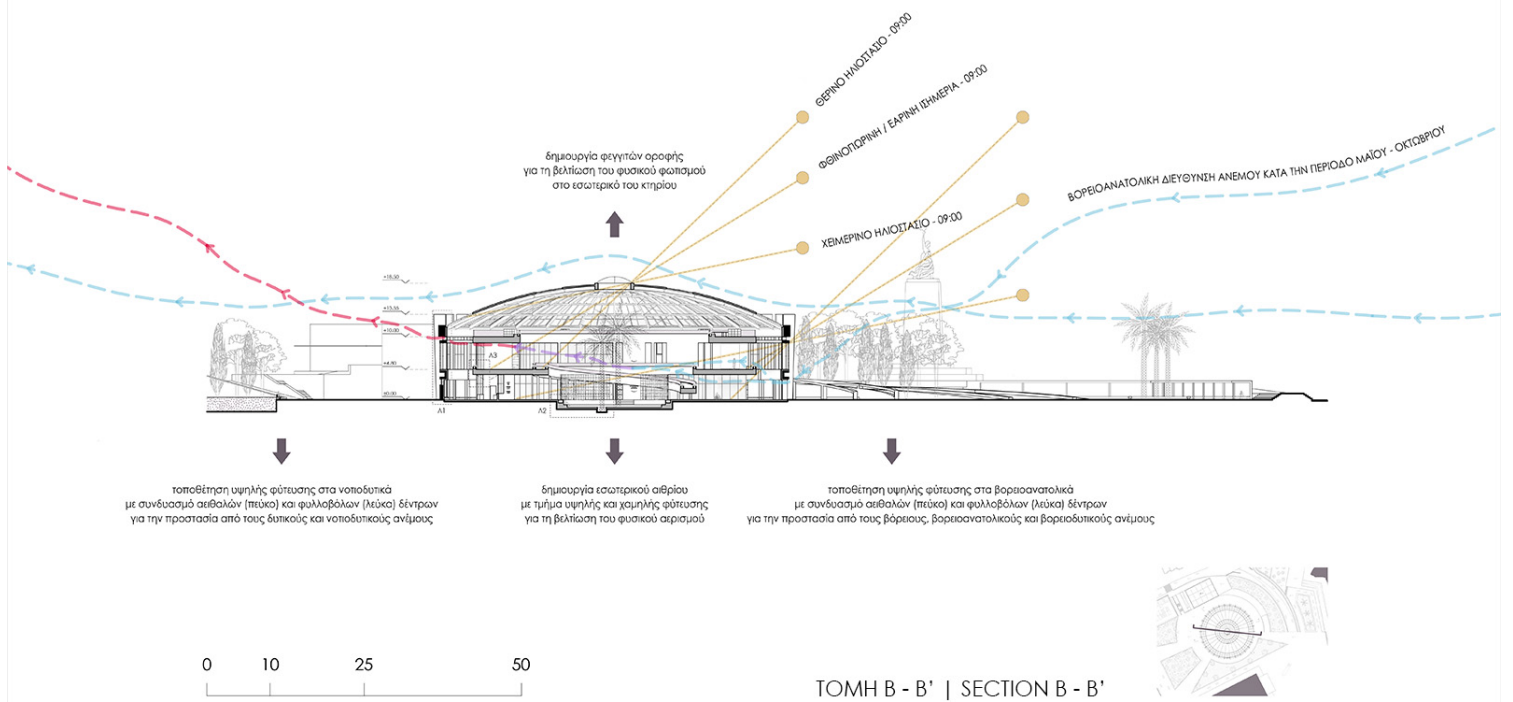 ΘΕΡΙΝΟ ΗΛΙΟΣΤΑΣΙΟ - 09:00
ΦΘΙΝΟΠΩΡΙΝΗ / ΕΑΡΙΝΗ ΙΣΗΜΕΡΙΑ - 09:00
ΧΕΙΜΕΡΙΝΟ ΗΛΙΟΣΤΑΣΙΟ - 09:00
ΒΟΡΕΙΟΑΝΑΤΟΛΙΚΗ ΔΙΕΥΘΥΝΣΗ ΑΝΕΜΟΥ ΚΑΤΑ ΤΗΝ ΠΕΡΙΟΔΟ ΜΑΪΟΥ - ΟΚΤΩΒΡΙΟΥ
δημιουργία φεγγιτών οροφής
για τη βελτίωση του φυσικού φωτισμού
στο εσωτερικό του κτηρίου
+10.00
Λ3
Λ1
Λ2
τοποθέτηση υψηλής φύτευσης στα νοτιοδυτικά
με συνδυασμό αειθαλών (πεύκο) και φυλλοβόλων (λεύκα) δέντρων
για την προστασία από τους δυτικούς και νοτιοδυτικούς ανέμους
δημιουργία εσωτερικού αιθρίου
με τμήμα υψηλής και χαμηλής φύτευσης
για τη βελτίωση του φυσικού αερισμού
τοποθέτηση υψηλής φύτευσης στα βορειοανατολικά
με συνδυασμό αειθαλών (πεύκο) και φυλλοβόλων (λεύκα) δέντρων
για την προστασία από τους βόρειους, βορειοανατολικούς και βορειοδυτικούς ανέμους
0 10 25 50
ΤΟΜΗ Β - Β' | SECTION B - B'